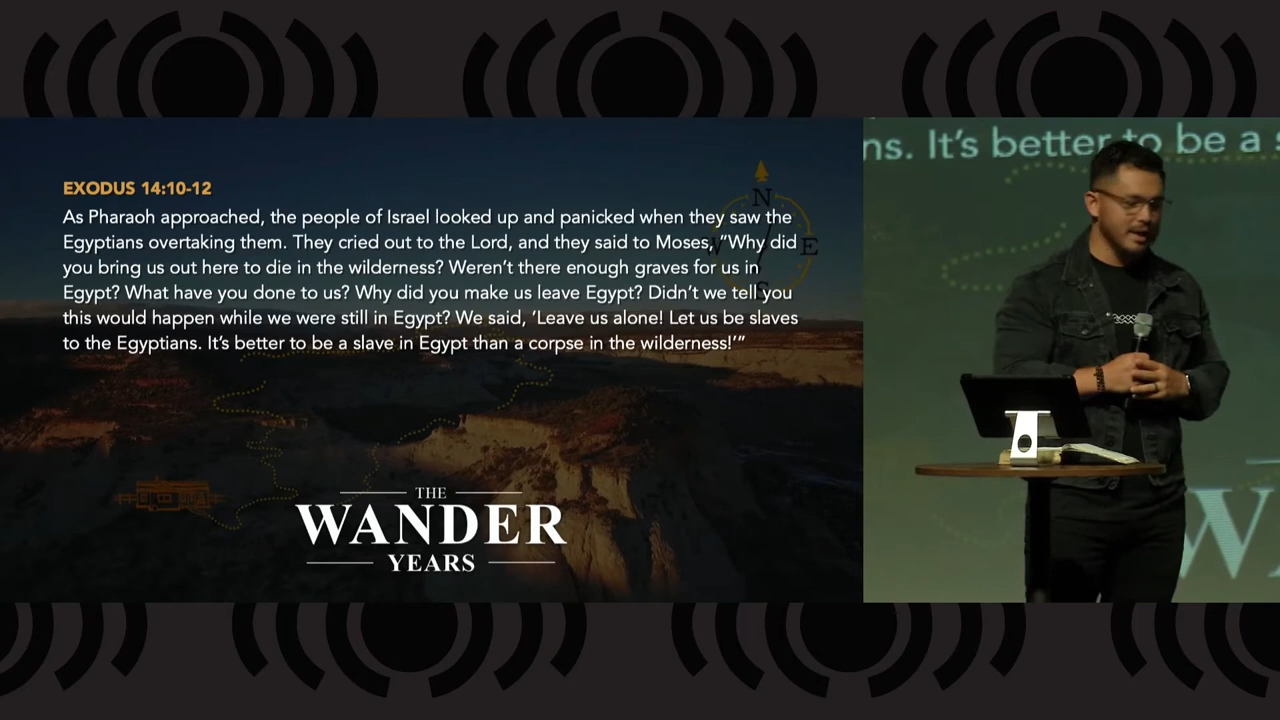 EXODUS 14:10-12
As Pharaoh approached, the people of Israel looked up and panicked when they saw the
Egyptians overtaking them. They cried out to the Lord, and they said to Moses, “Why did
you bring us out here to die in the wilderness? Weren’t there enough graves for us in
Egypt? What have you done to us? Why did you make us leave Egypt? Didn’t we tell you
this would happen while we were still in Egypt? We said, ‘Leave us alone! Let us be slaves
to the Egyptians. It’s better to be a slave in Egypt than a corpse in the wilderness!’”
N
W E
S
THE
WANDER
YEARS
ns. It’s better to be a s
WA